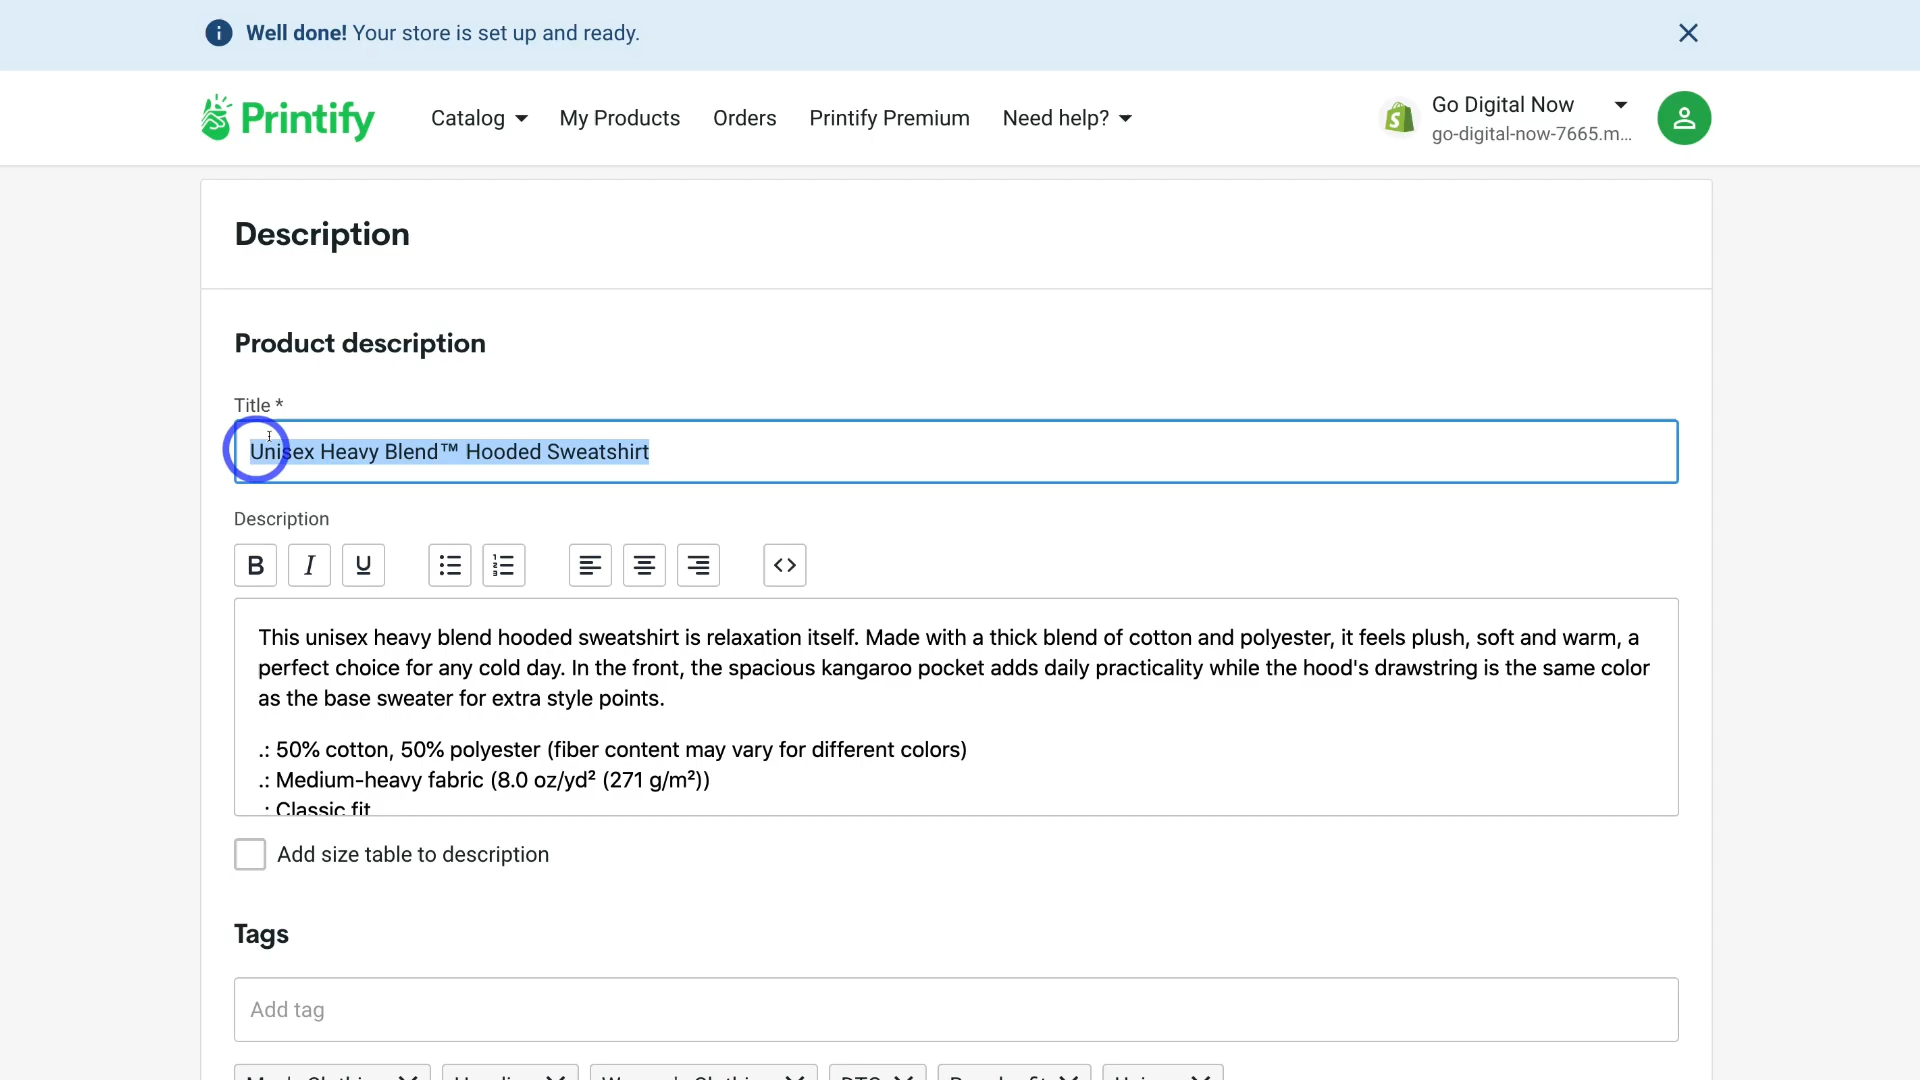 Well done! Your store is set up and ready.
Printify
Catalog
My Products
Orders
Printify Premium
Need help?
Go Digital Now
go-digital-now-7665.m...
Description
Product description
Title *
Unisex Heavy Blend™ Hooded Sweatshirt
Description
B
I
U
This unisex heavy blend hooded sweatshirt is relaxation itself. Made with a thick blend of cotton and polyester, it feels plush, soft and warm, a
perfect choice for any cold day. In the front, the spacious kangaroo pocket adds daily practicality while the hood's drawstring is the same color
as the base sweater for extra style points.
.: 50% cotton, 50% polyester (fiber content may vary for different colors)
.: Medium-heavy fabric (8.0 oz/yd² (271 g/m²))
.: Classic fit
Add size table to description
Tags
Add tag
Men's Clothing
Women's Clothing
DTG